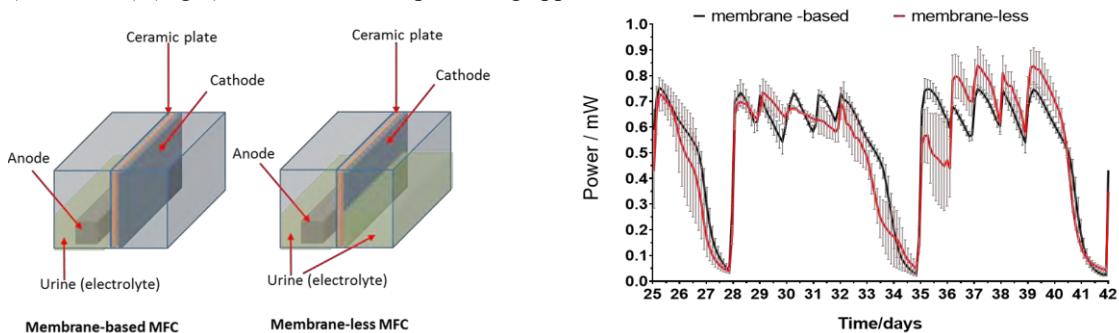 Ceramic plate
Cathode
Anode
Urine (electrolyte)
Membrane-based MFC
Ceramic plate
Cathode
Anode
Urine (electrolyte)
Membrane-less MFC
membrane -based
membrane-less
Power / mW
1.0
0.9
0.8
0.7
0.6
0.5
0.4
0.3
0.2
0.1
0.0
25 26 27 28 29 30 31 32 33 34 35 36 37 38 39 40 41 42
Time/days